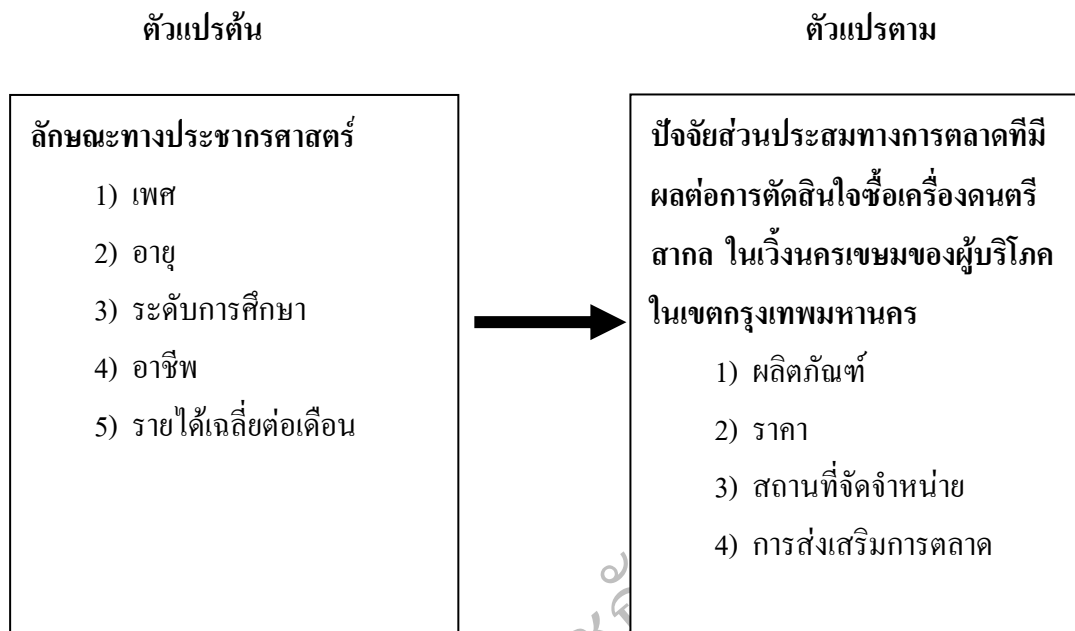 ตัวแปรต้น
ตัวแปรตาม
ลักษณะทางประชากรศาสตร์
1) เพศ
2) อายุ
3) ระดับการศึกษา
4) อาชีพ
5) รายได้เฉลี่ยต่อเดือน
ปัจจัยส่วนประสมทางการตลาดทีมี
ผลต่อการตัดสินใจซื้อเครื่องดนตรี
สากล ในเวิ้งนครเขษมของผู้บริโภค
ในเขตกรุงเทพมหานคร
1) ผลิตภัณฑ์
2) ราคา
3) สถานที่จัดจำหน่าย
4) การส่งเสริมการตลาด